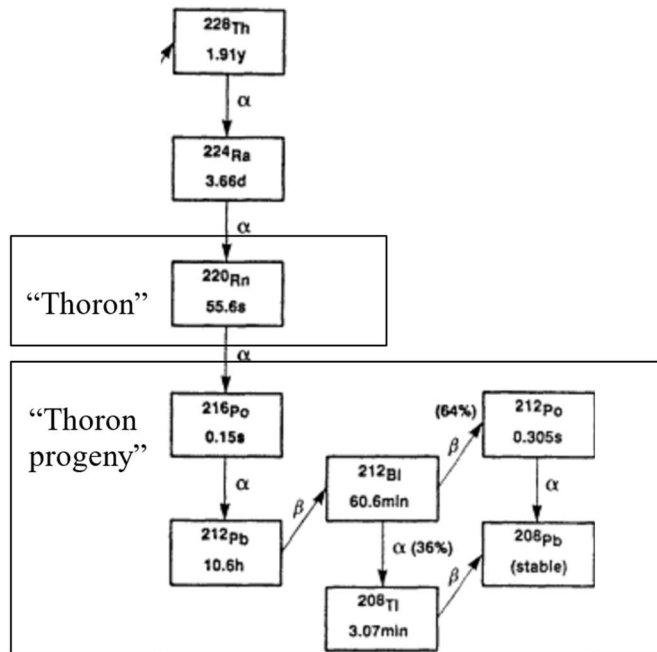 ²²⁸Th
1.91y
α
²²⁴Ra
3.66d
α
“Thoron”
²²⁰Rn
55.6s
α
“Thoron
progeny”
²¹⁶Po
0.15s
α
²¹²Pb
10.6h
β
²¹²BI
60.6min
(64%)
β
²¹²Po
0.305s
α
α (36%)
²⁰⁸Pb
(stable)
²⁰⁸Tl
3.07min
β